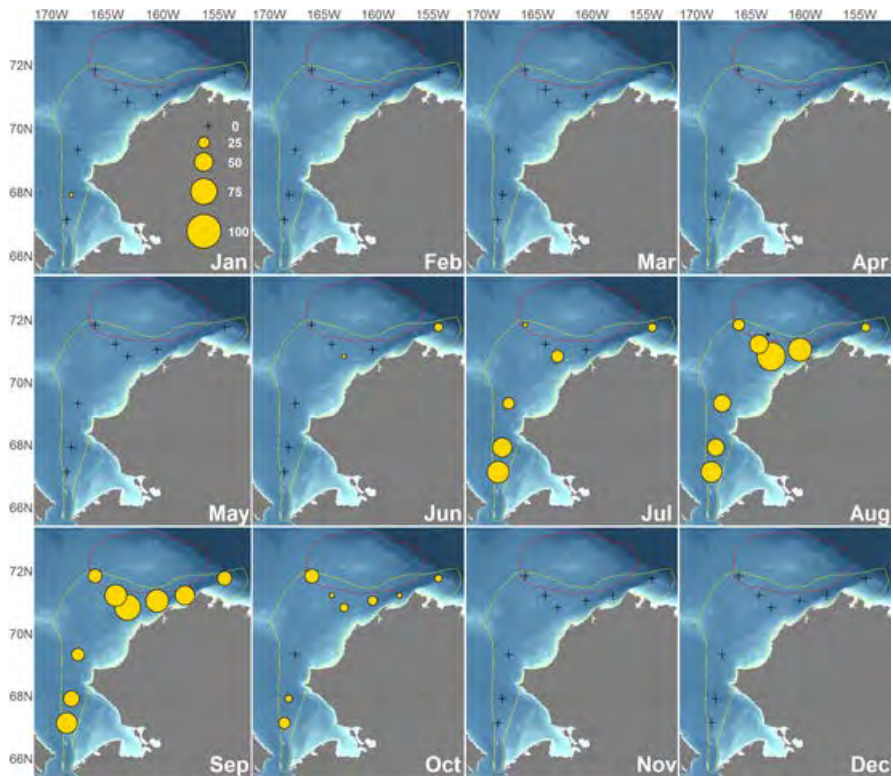 165W 160W 155W 170W 165W 160W 155W 170W 165W 160W 155W 170W 165W 160W 155W
72N
70N
68N
66N
0
25
50
75
100
Jan Feb Mar Apr
72N
70N
68N
66N
May Jun Jul Aug
72N
70N
68N
66N
Sep Oct Nov Dec